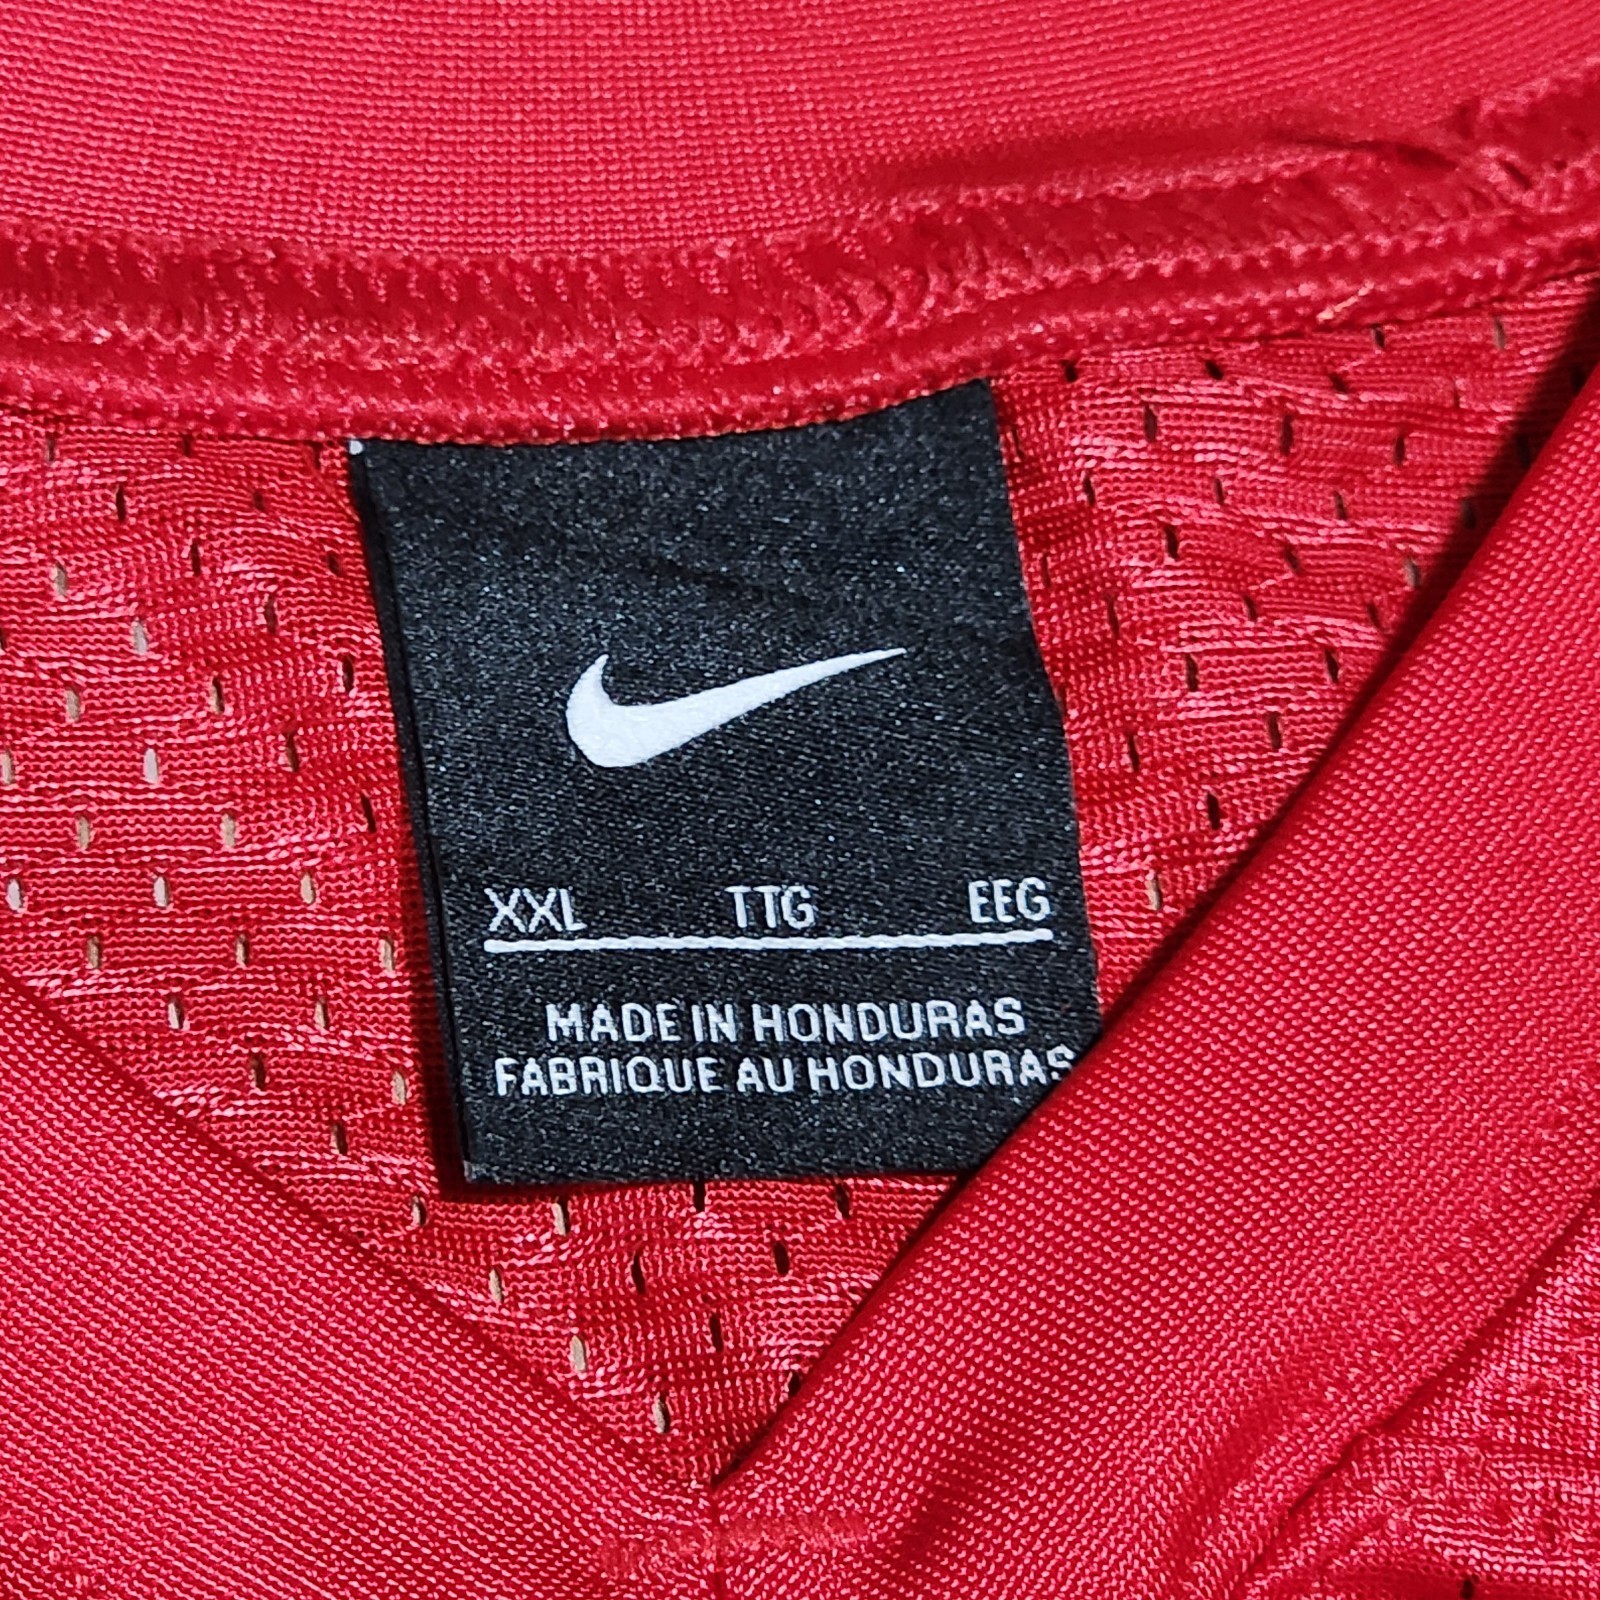 XXL TTG EEG
MADE IN HONDURAS
FABRIQUE AU HONDURAS